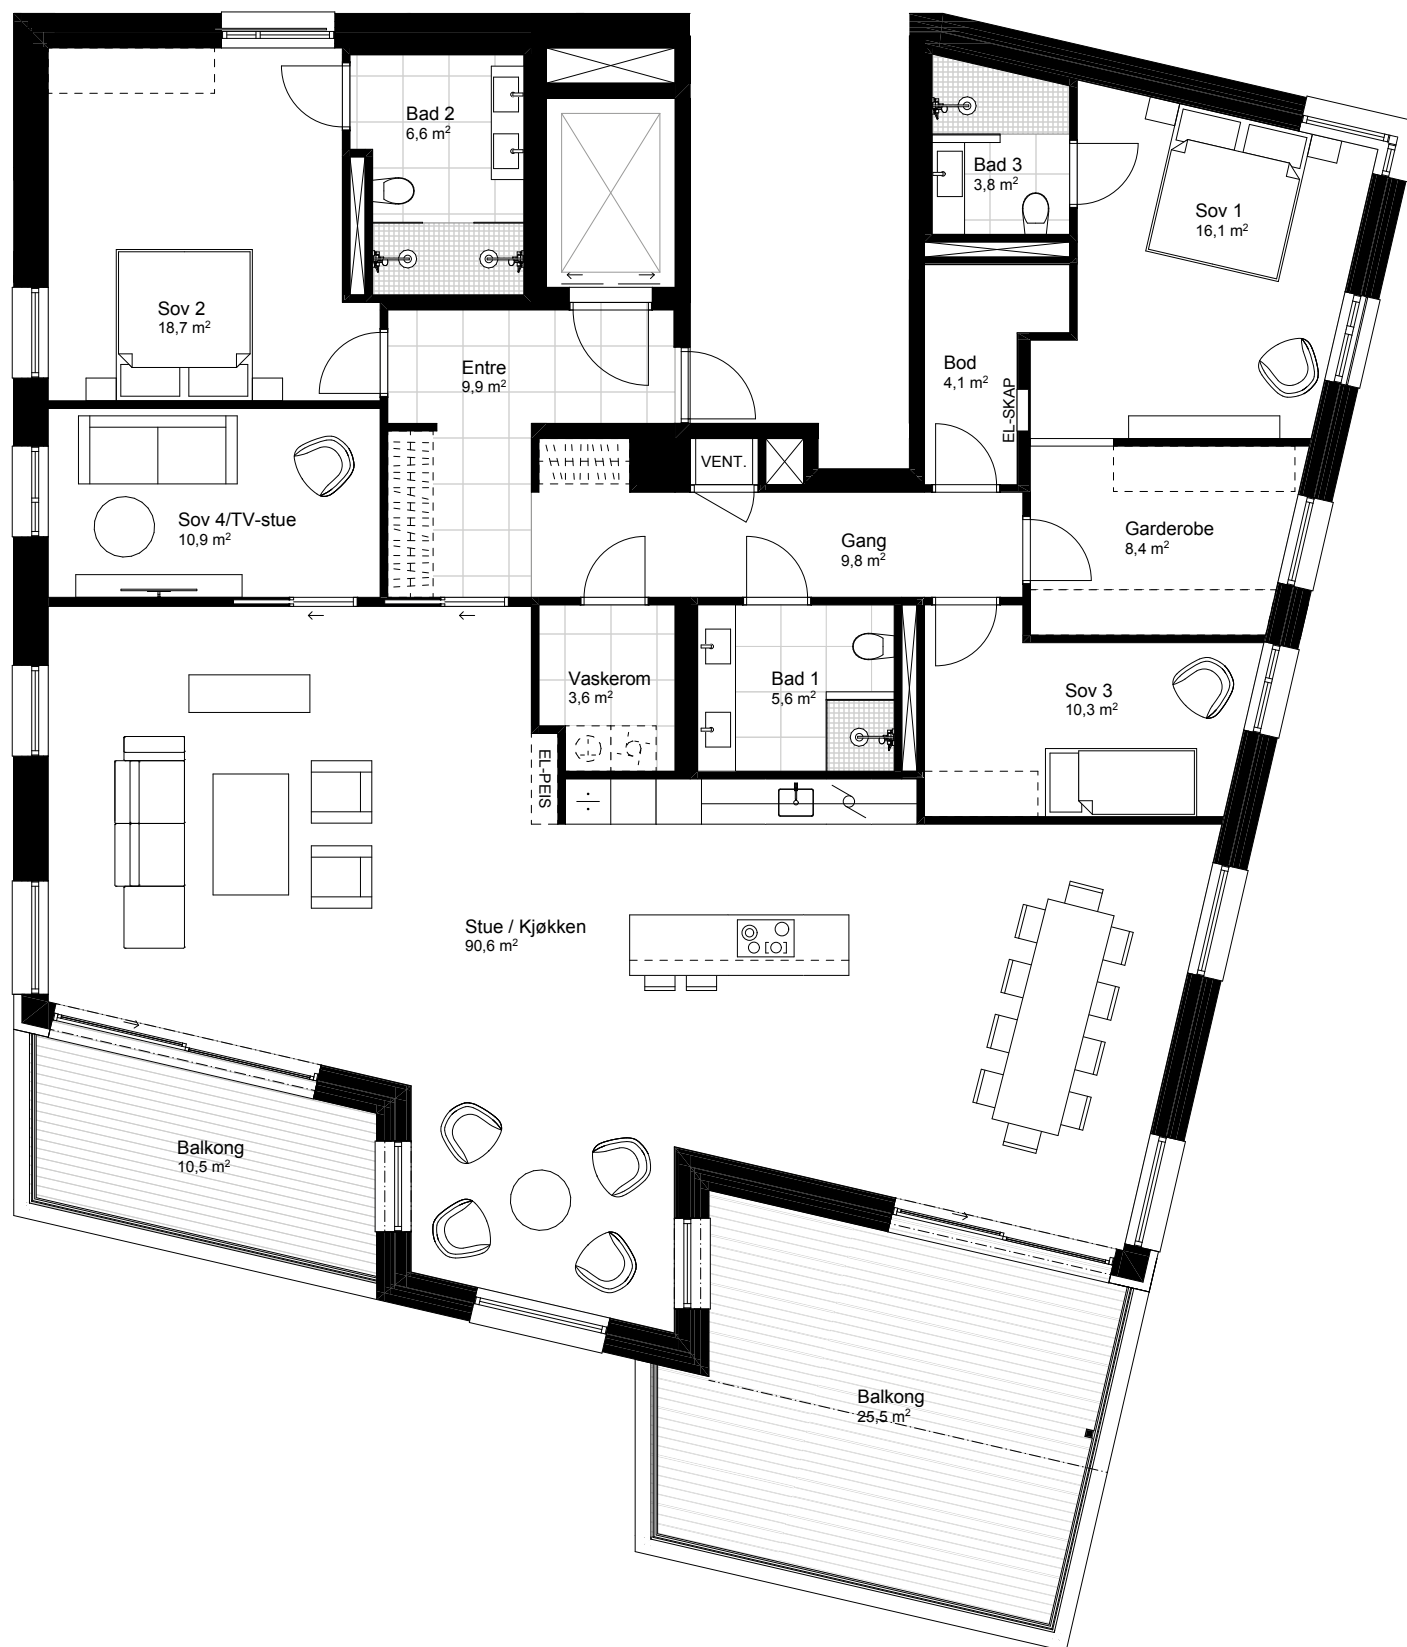 Bad 2
6,6 m²
Bad 3
3,8 m²
Sov 1
16,1 m²
Sov 2
18,7 m²
Entre
9,9 m²
Bod
4,1 m²
EL-SKAP
VENT.
Sov 4/TV-stue
10,9 m²
Gang
9,8 m²
Garderobe
8,4 m²
Vaskerom
3,6 m²
Bad 1
5,6 m²
Sov 3
10,3 m²
EL-PEIS
Stue / Kjøkken
90,6 m²
Balkong
10,5 m²
Balkong
25,5 m²